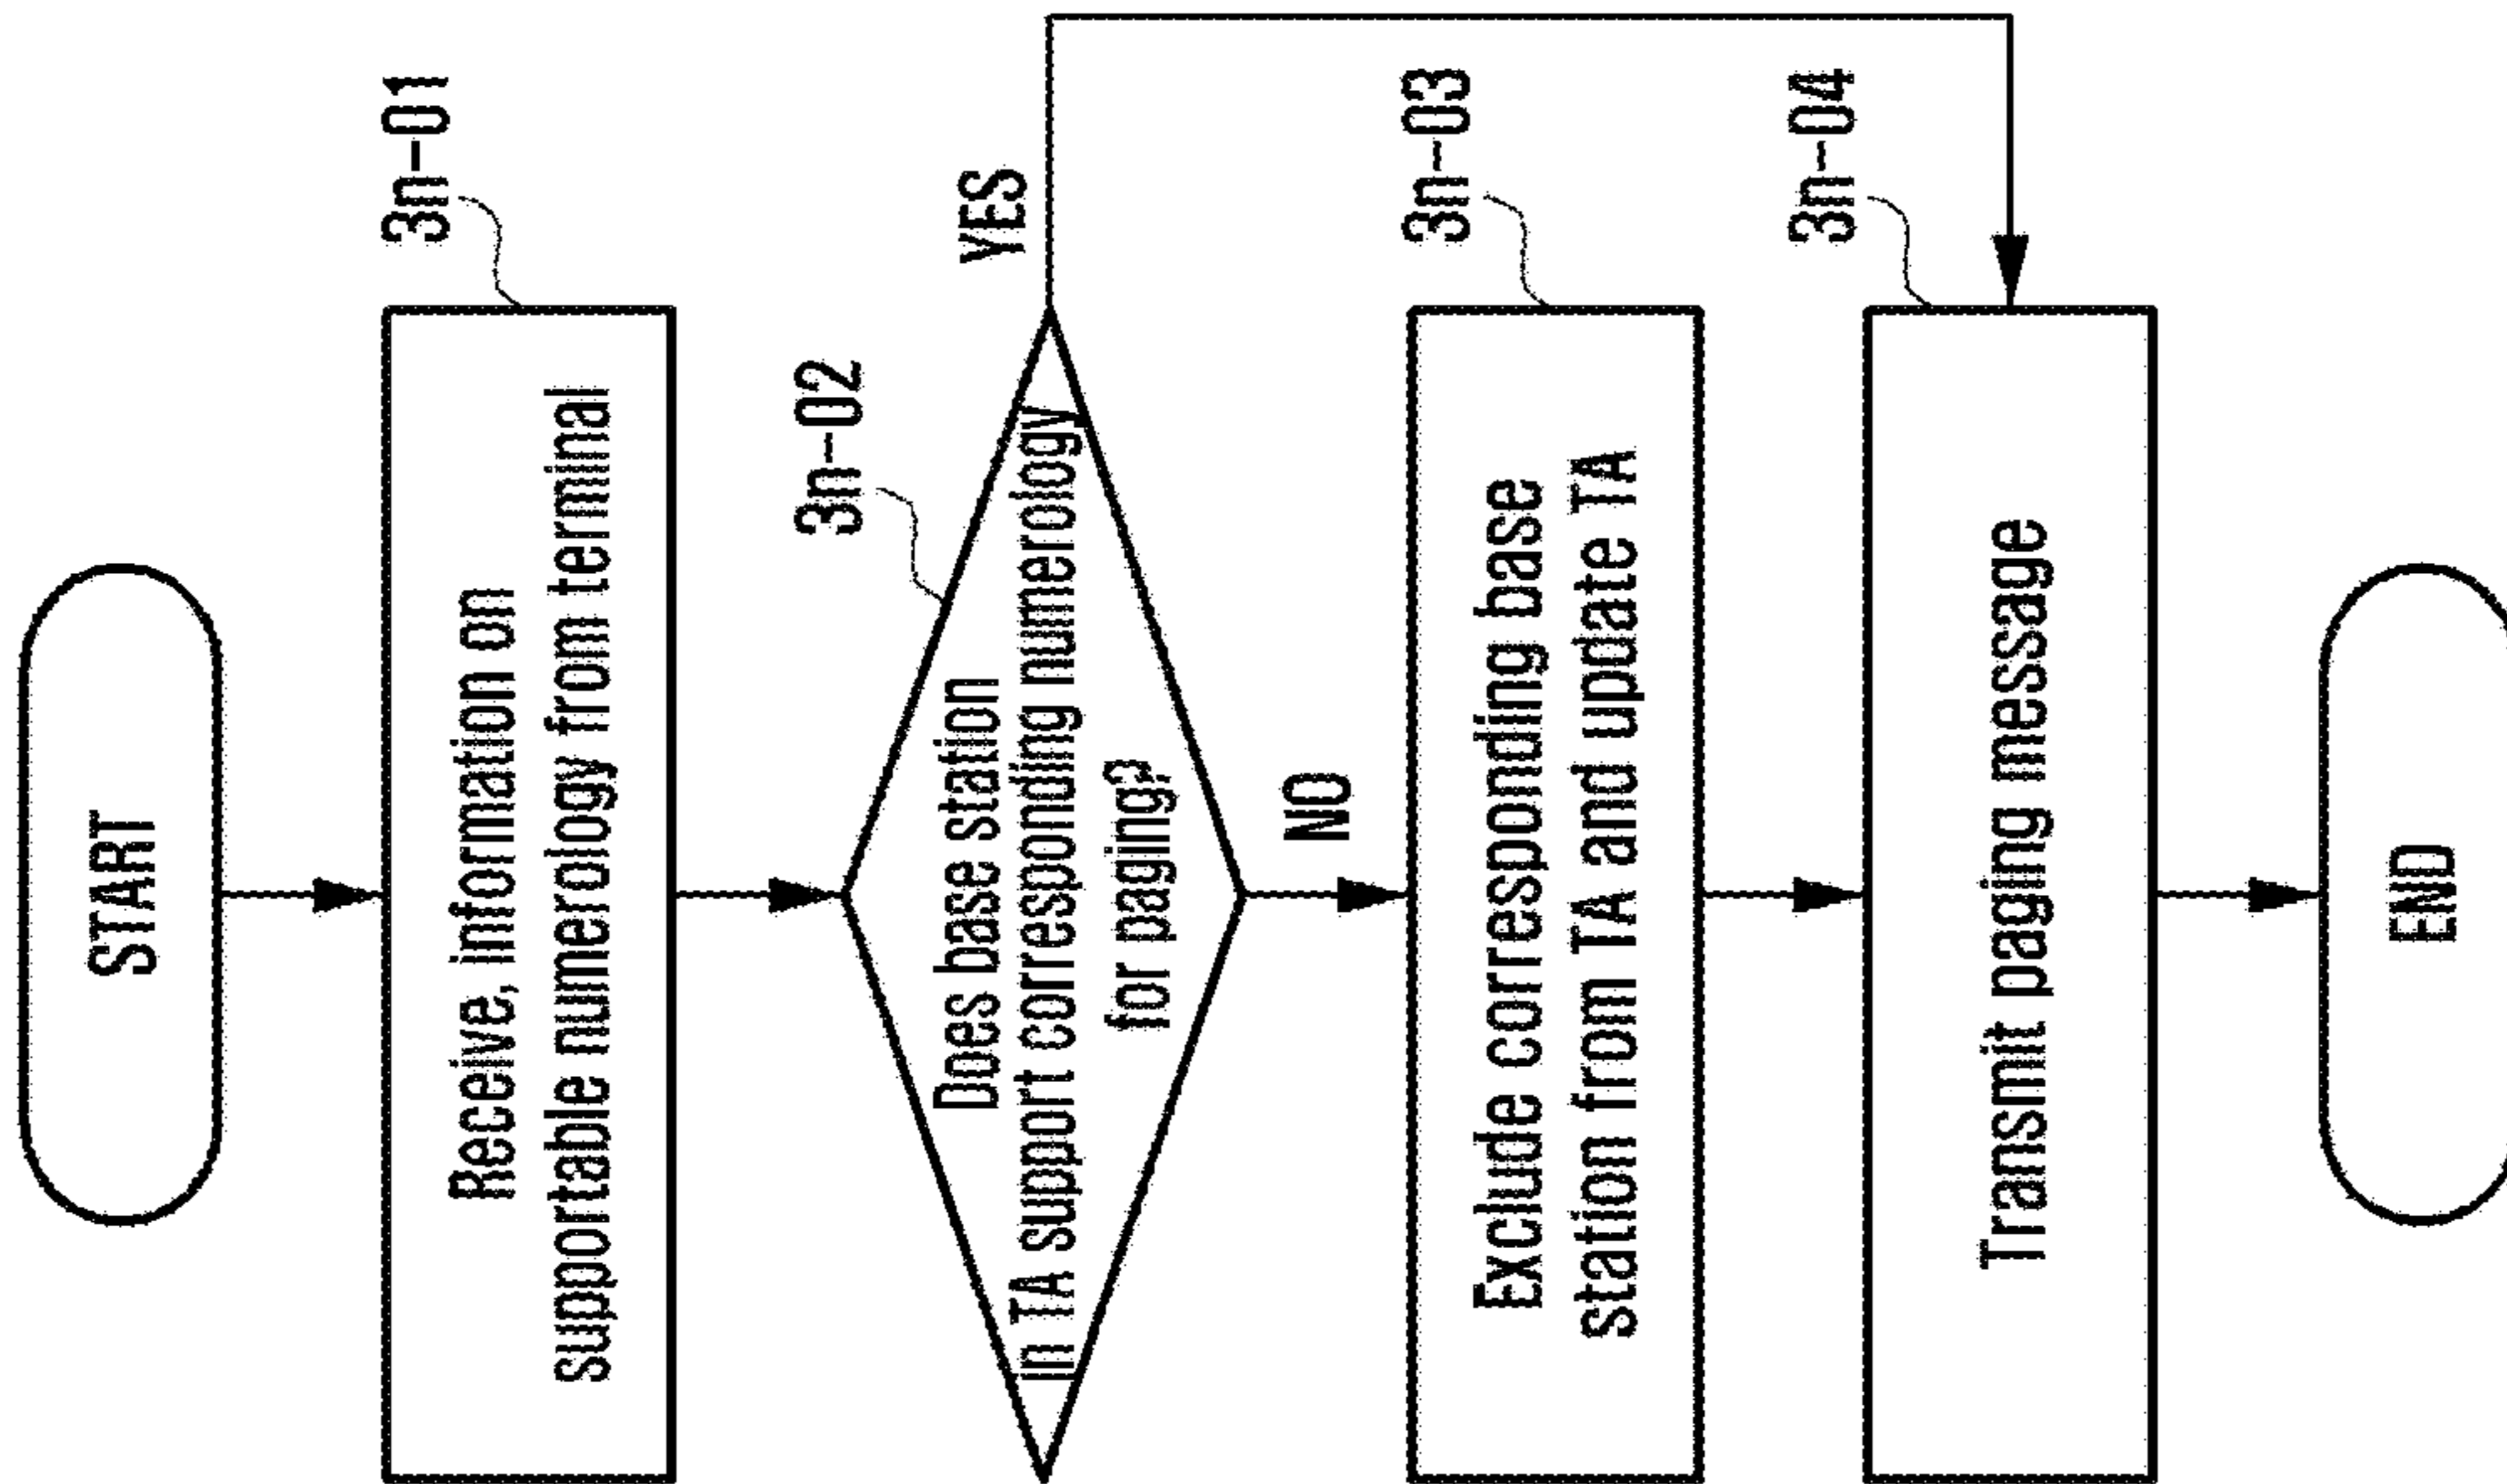 START
Receive, information on
supportable numerology from terminal
3n-01
Does base station
in TA support corresponding numerology
for paging?
3n-02
YES
NO
Exclude corresponding base
station from TA and update TA
3n-03
Transmit paging message
3n-04
END